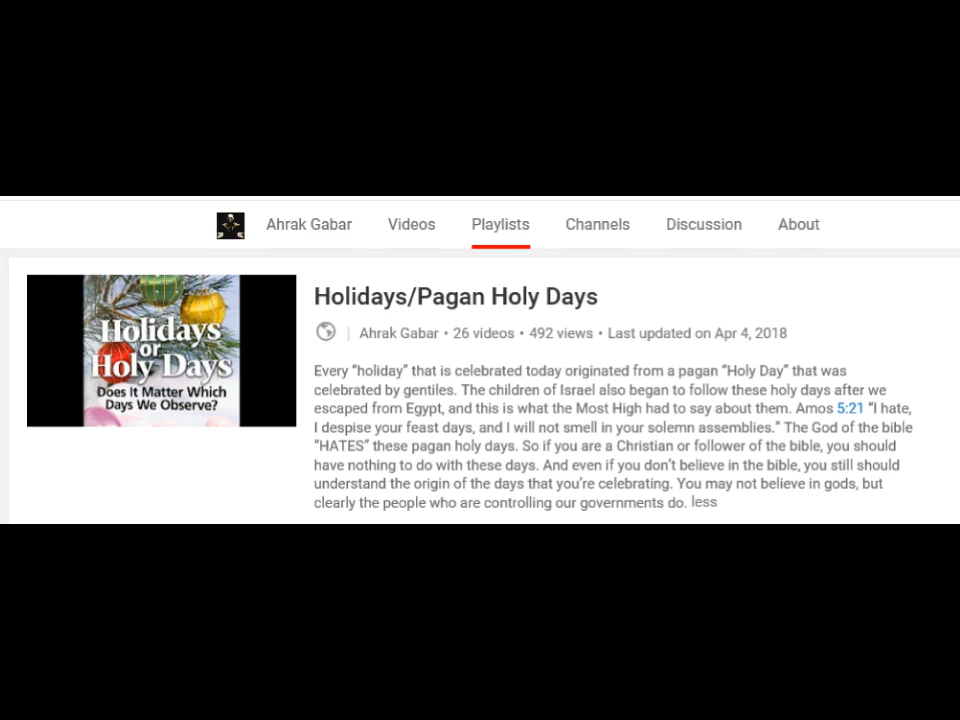 Ahrak Gabar Videos Playlists Channels Discussion About
Holidays
or
Holy Days
Does It Matter Which
Days We Observe?
Holidays/Pagan Holy Days
Ahrak Gabar • 26 videos • 492 views • Last updated on Apr 4, 2018
Every “holiday” that is celebrated today originated from a pagan “Holy Day” that was
celebrated by gentiles. The children of Israel also began to follow these holy days after we
escaped from Egypt, and this is what the Most High had to say about them. Amos 5:21 “I hate,
I despise your feast days, and I will not smell in your solemn assemblies.” The God of the bible
“HATES” these pagan holy days. So if you are a Christian or follower of the bible, you should
have nothing to do with these days. And even if you don’t believe in the bible, you still should
understand the origin of the days that you’re celebrating. You may not believe in gods, but
clearly the people who are controlling our governments do. less